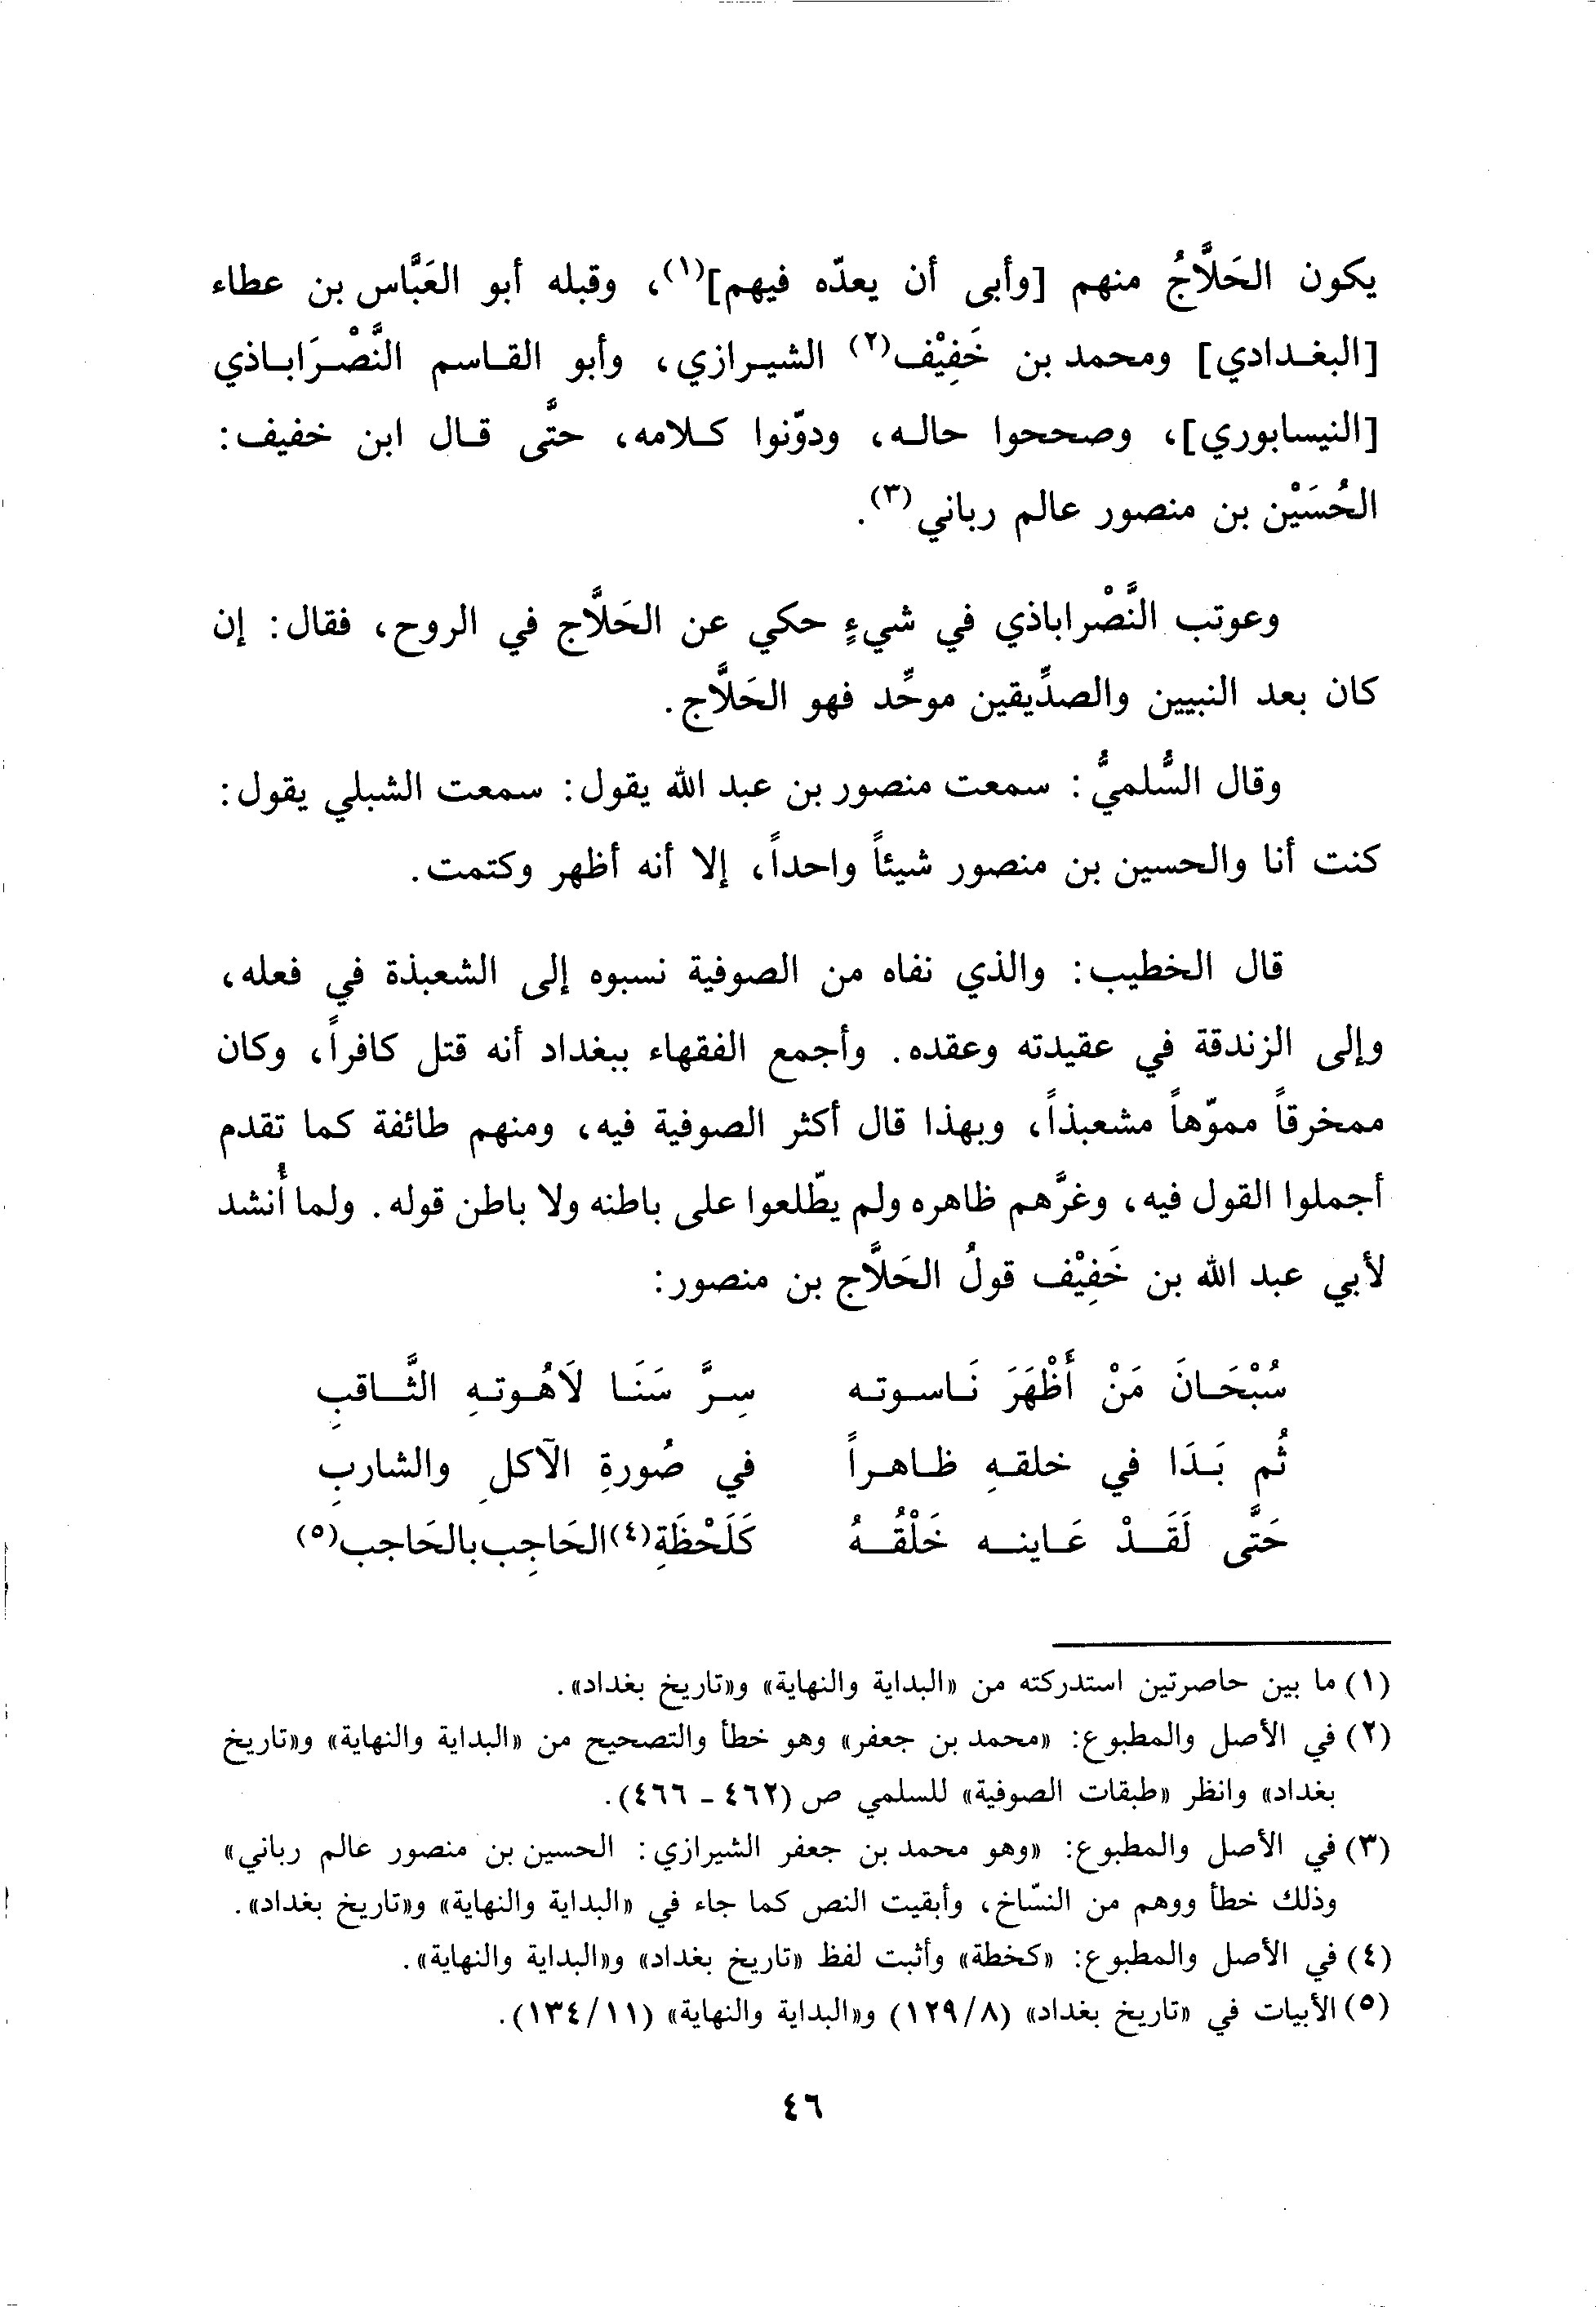 يكون الحَلَّاجُ منهم [وأبى أن يعدّه فيهم](١)، وقبله أبو العَبَّاس بن عطاء
[البغدادي] ومحمد بن خَفِيْف(٢) الشيرازي، وأبو القاسم النَّصْرَاباذي
[النيسابوري]، وصححوا حاله، ودوّنوا كلامه، حتَّى قال ابن خفيف:
الحُسَيْن بن منصور عالم رباني(٣).
وعوتب النَّصْراباذي في شيءٍ حكي عن الحَلَّاج في الروح، فقال: إن
كان بعد النبيين والصدِّيقين موحِّد فهو الحَلَّاج.
وقال السُّلميُّ: سمعت منصور بن عبد الله يقول: سمعت الشبلي يقول:
كنت أنا والحسين بن منصور شيئاً واحداً، إلا أنه أظهر وكتمت.
قال الخطيب: والذي نفاه من الصوفية نسبوه إلى الشعبذة في فعله،
وإلى الزندقة في عقيدته وعقده. وأجمع الفقهاء ببغداد أنه قتل كافراً، وكان
ممخرقاً مموّهاً مشعبذاً، وبهذا قال أكثر الصوفية فيه، ومنهم طائفة كما تقدم
أجملوا القول فيه، وغرَّهم ظاهره ولم يطّلعوا على باطنه ولا باطن قوله. ولما أُنشد
لأبي عبد الله بن خَفِيْف قولُ الحَلَّاج بن منصور:
سُبْحَانَ مَنْ أَظْهَرَ نَاسوته سِرَّ سَنَا لَاهُوتهِ الثَّاقبِ
ثُم بَدَا في خلقهِ ظاهراً في صُورةِ الآكلِ والشاربِ
حَتَّى لَقَدْ عَاينه خَلْقُهُ كَلَحْظَةِ(٤) الحَاجِب بالحَاجب(٥)
(١) ما بين حاصرتين استدركته من «البداية والنهاية» و«تاريخ بغداد».
(٢) في الأصل والمطبوع: «محمد بن جعفر» وهو خطأ والتصحيح من «البداية والنهاية» و«تاريخ
بغداد» وانظر «طبقات الصوفية» للسلمي ص (٤٦٢ - ٤٦٦).
(٣) في الأصل والمطبوع: «وهو محمد بن جعفر الشيرازي: الحسين بن منصور عالم رباني»
وذلك خطأ ووهم من النسّاخ، وأبقيت النص كما جاء في «البداية والنهاية» و«تاريخ بغداد».
(٤) في الأصل والمطبوع: «كخطة» وأثبت لفظ «تاريخ بغداد» و«البداية والنهاية».
(٥) الأبيات في «تاريخ بغداد» (١٢٩/٨) و«البداية والنهاية» (١٣٤/١١).
٤٦